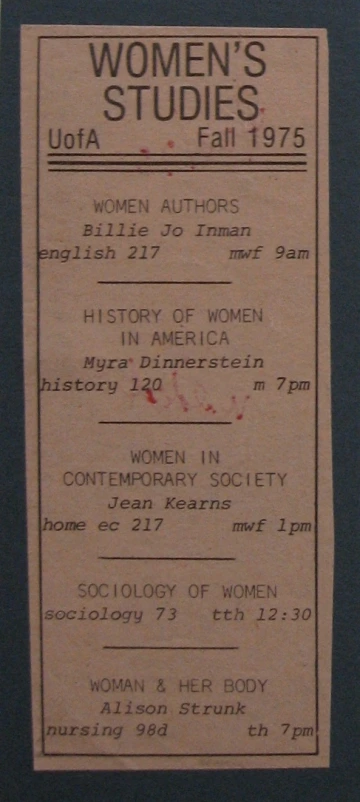 WOMEN'S
STUDIES
UofA Fall 1975
WOMEN AUTHORS
Billie Jo Inman
english 217 mwf 9am
HISTORY OF WOMEN
IN AMERICA
Myra Dinnerstein
history 120 m 7pm
WOMEN IN
CONTEMPORARY SOCIETY
Jean Kearns
home ec 217 mwf 1pm
SOCIOLOGY OF WOMEN
sociology 73 tth 12:30
WOMAN & HER BODY
Alison Strunk
nursing 98d th 7pm